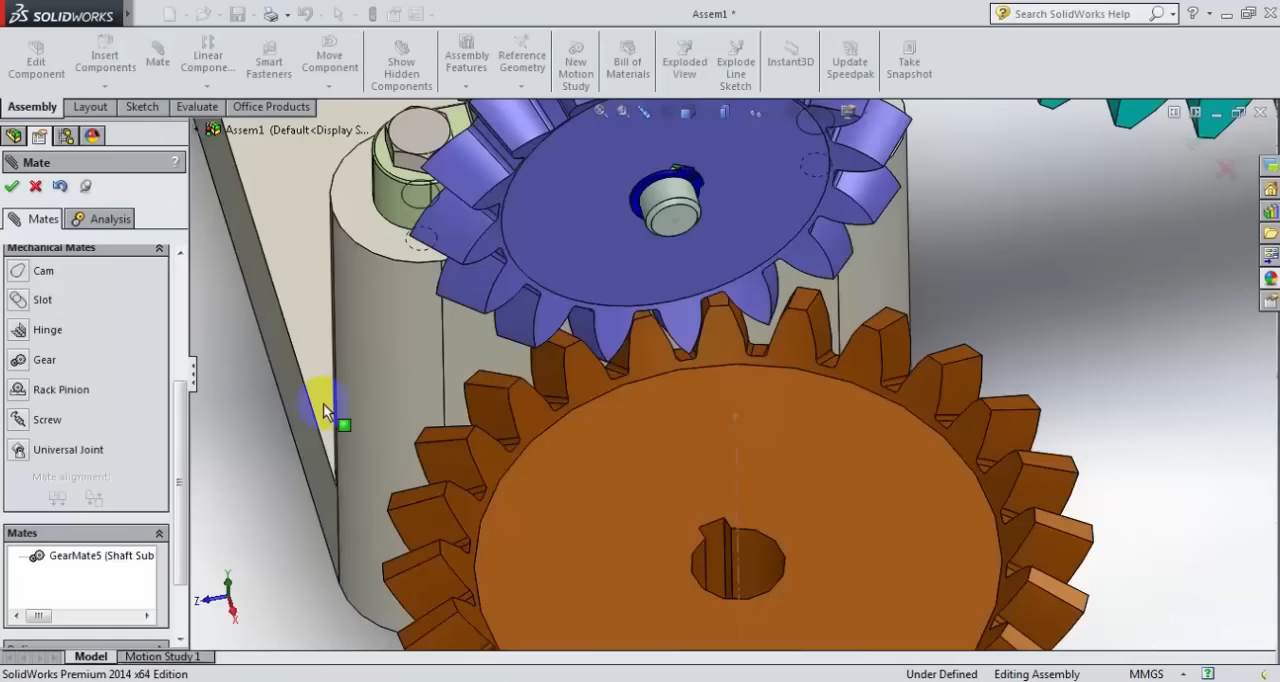 SOLIDWORKS
Assem1 *
Search SolidWorks Help
Edit Component
Insert Components
Mate
Linear Compone...
Smart Fasteners
Move Component
Show Hidden Components
Assembly Features
Reference Geometry
New Motion Study
Bill of Materials
Exploded View
Explode Line Sketch
Instant3D
Update Speedpak
Take Snapshot
Assembly
Layout
Sketch
Evaluate
Office Products
Assem1 (Default<Display S...
Mate
?
Mates
Analysis
Mechanical Mates
Cam
Slot
Hinge
Gear
Rack Pinion
Screw
Universal Joint
Mate alignment:
Mates
GearMate5 (Shaft Sub
Y
Z
X
Model
Motion Study 1
SolidWorks Premium 2014 x64 Edition
Under Defined
Editing Assembly
MMGS